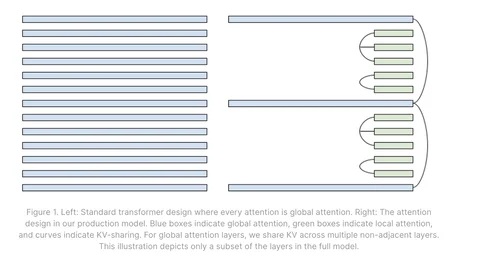 Figure 1. Left: Standard transformer design where every attention is global attention. Right: The attention
design in our production model. Blue boxes indicate global attention, green boxes indicate local attention,
and curves indicate KV-sharing. For global attention layers, we share KV across multiple non-adjacent layers.
This illustration depicts only a subset of the layers in the full model.